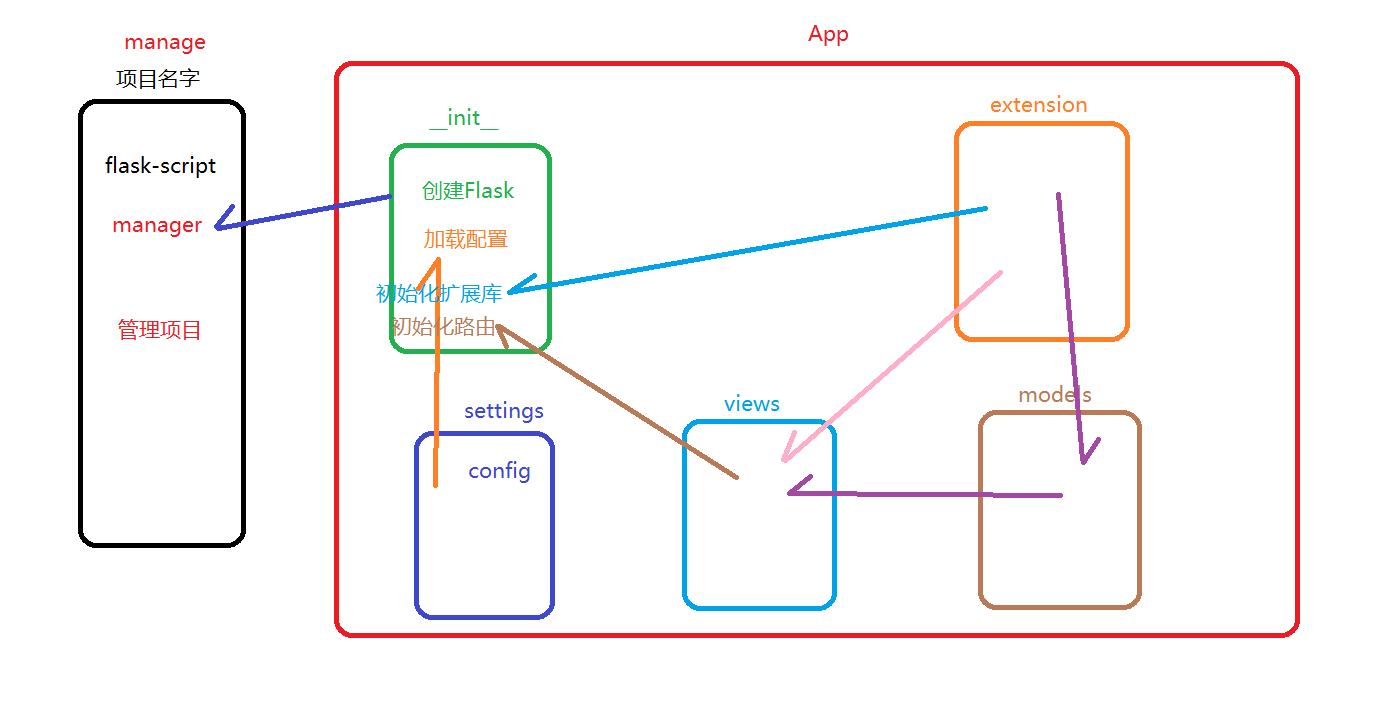 manage
项目名字
flask-script
manager
管理项目
App
__init__
创建Flask
加载配置
初始化扩展库
初始化路由
settings
config
views
extension
models